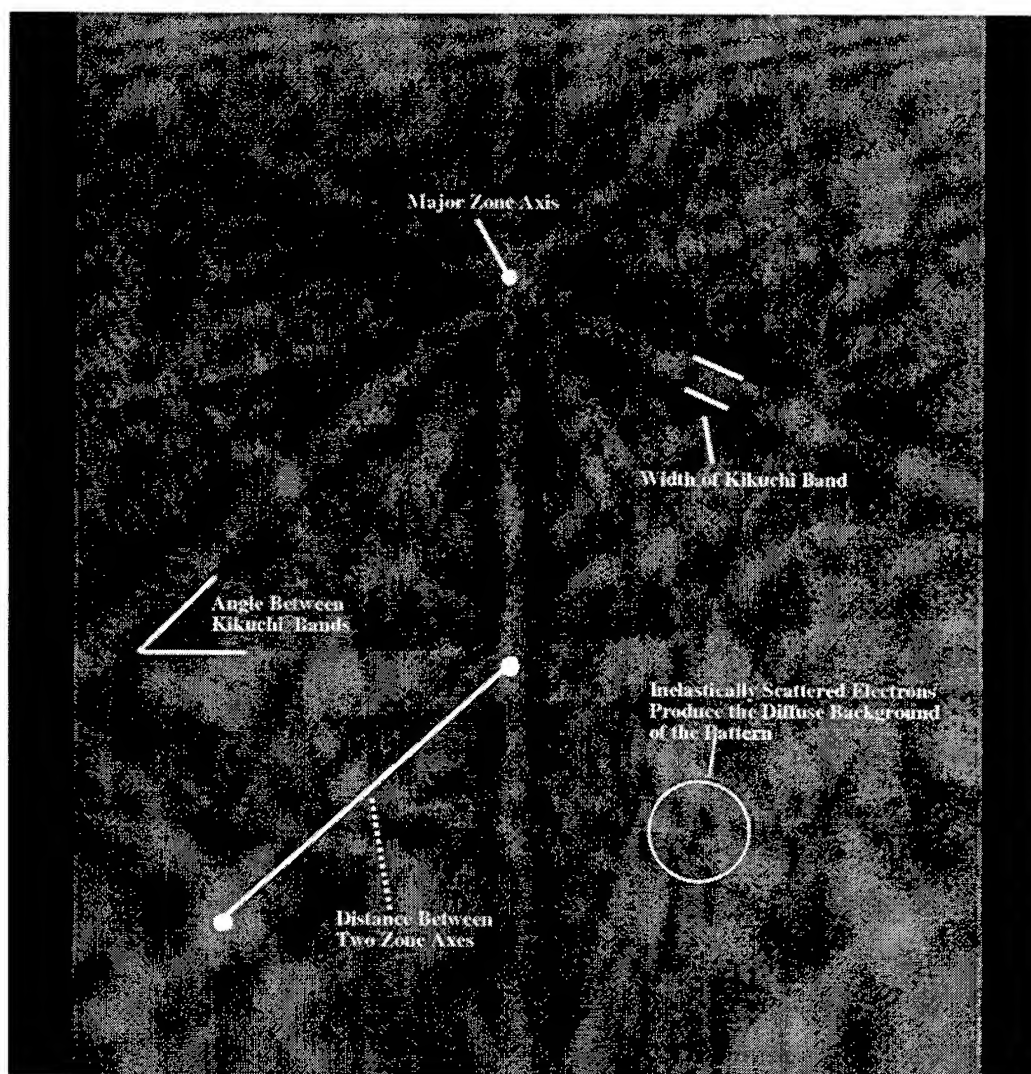 Major Zone Axis
Width of Kikuchi Band
Angle Between
Kikuchi Bands
Inelastically Scattered Electrons
Produce the Diffuse Background
of the Pattern
Distance Between
Two Zone Axes